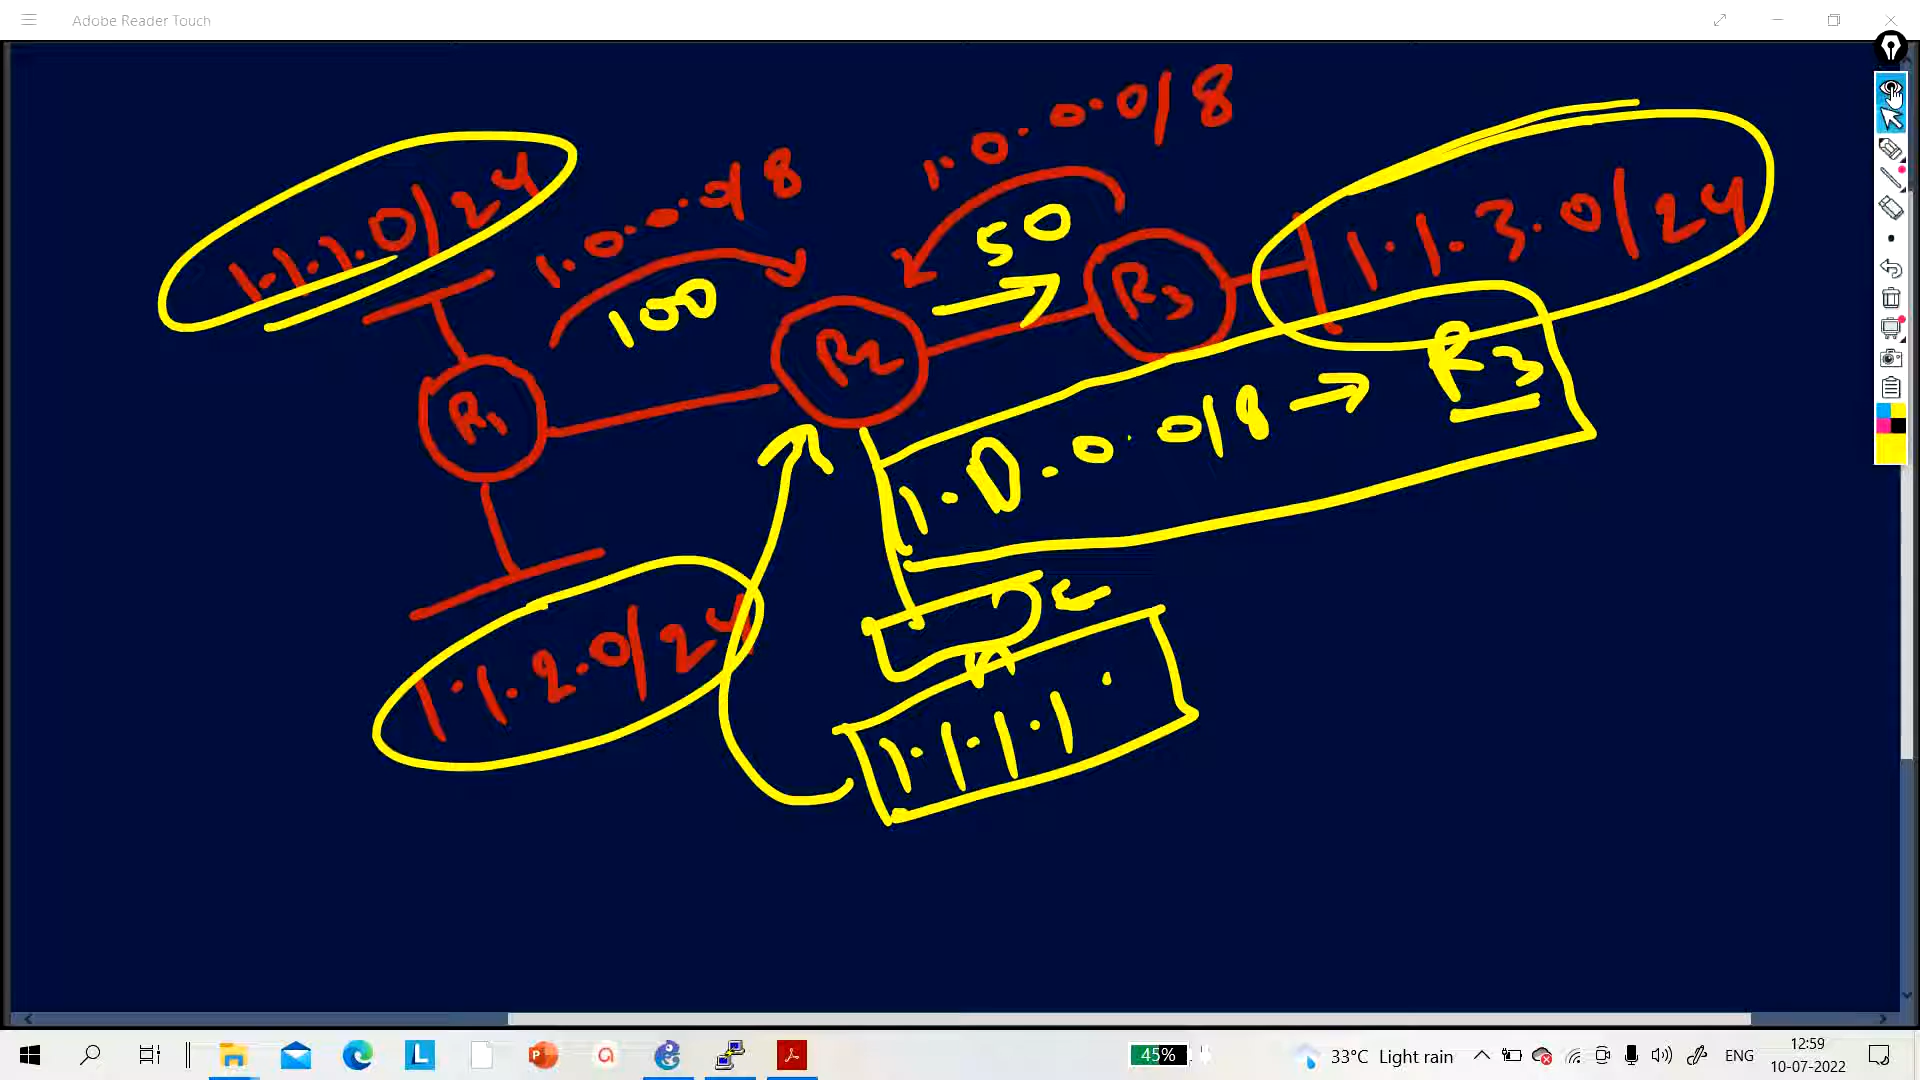 Adobe Reader Touch
1.0.0.0/8
1.0.0.0/8
1.1.1.0/24
50
1.1.3.0/24
100
R3
R2
R1
1.0.0.0/8 → R3
1.1.2.0/24
1.1.1.1
45%
33°C Light rain
ENG
12:59
10-07-2022